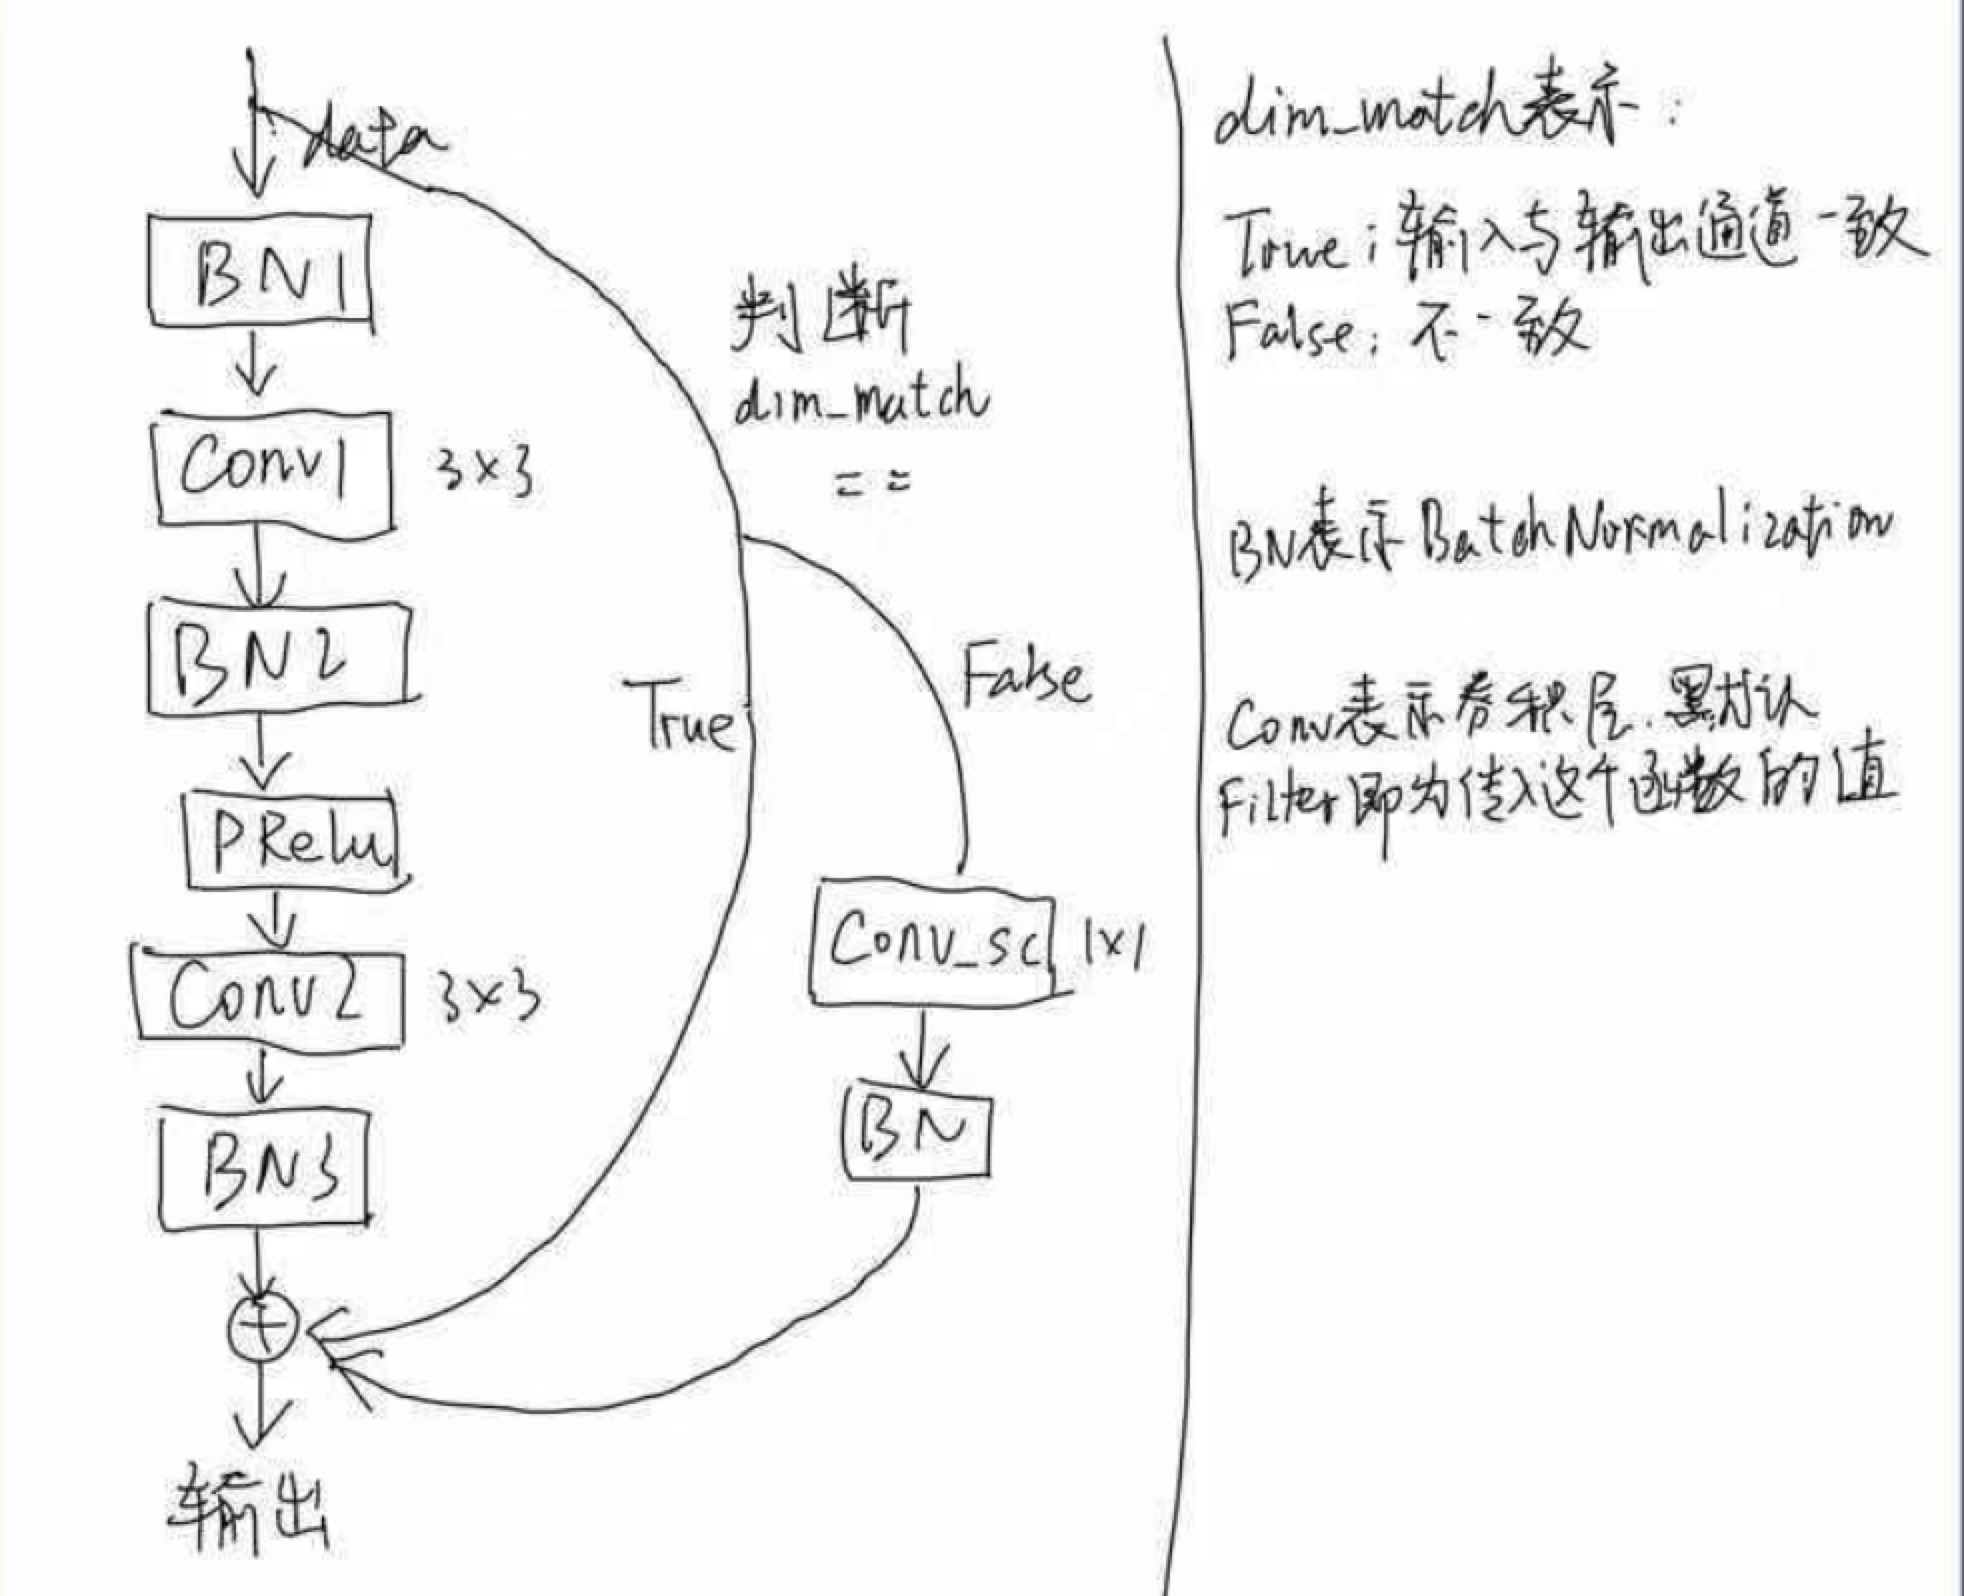 data
BN1
Conv1 3×3
BN2
PRelu
Conv2 3×3
BN3
+
输出
判断
dim_match
==
True
False
Conv_sc 1×1
BN
dim_match表示:
True:输入与输出通道一致
False:不一致
BN表示BatchNormalization
Conv表示卷积层.默认
Filter即为传入这个函数的值